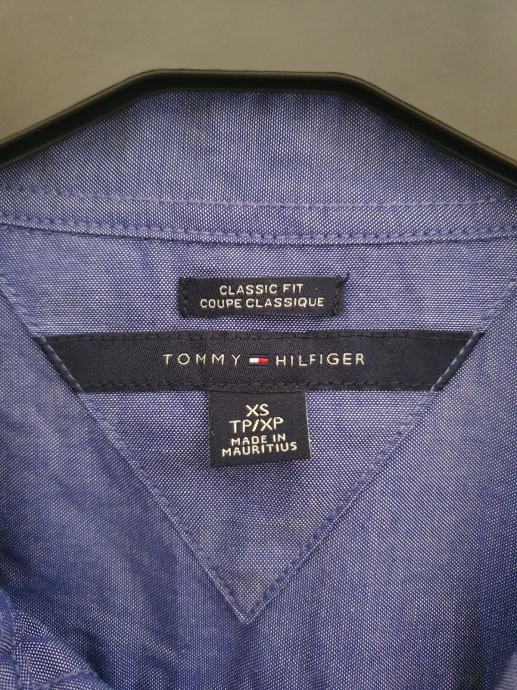 CLASSIC FIT
COUPE CLASSIQUE
TOMMY HILFIGER
XS
TP/XP
MADE IN
MAURITIUS